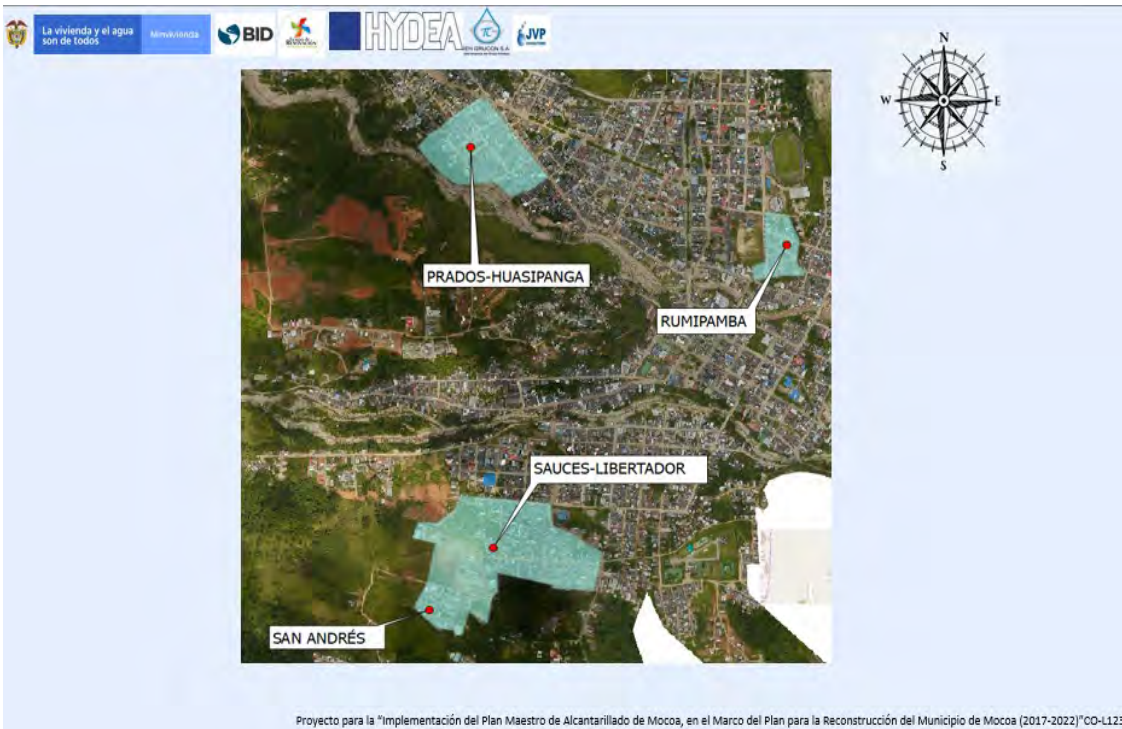 La vivienda y el agua
son de todos
Minvivienda
BID
HYDEA
JVP
N
W
E
S
PRADOS-HUASIPANGA
RUMIPAMBA
SAUCES-LIBERTADOR
SAN ANDRÉS
Proyecto para la "Implementación del Plan Maestro de Alcantarillado de Mocoa, en el Marco del Plan para la Reconstrucción del Municipio de Mocoa (2017-2022)"CO-L123